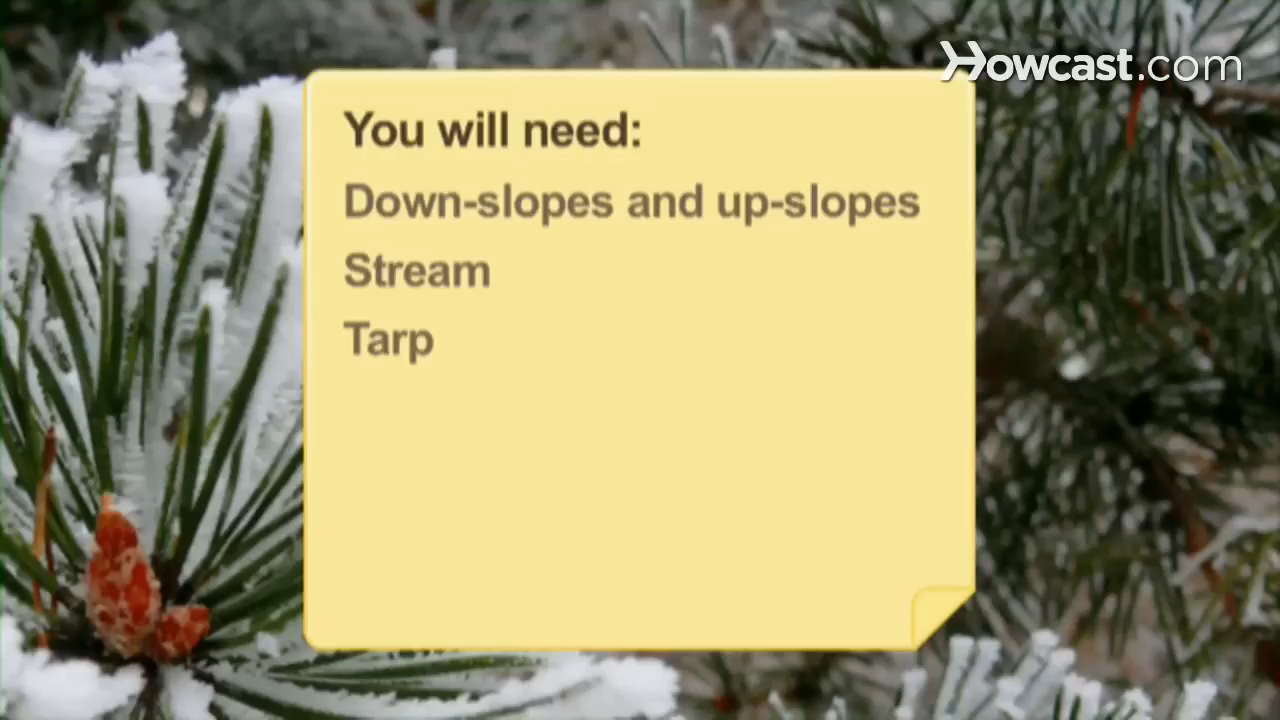 Howcast.com
You will need:
Down-slopes and up-slopes
Stream
Tarp